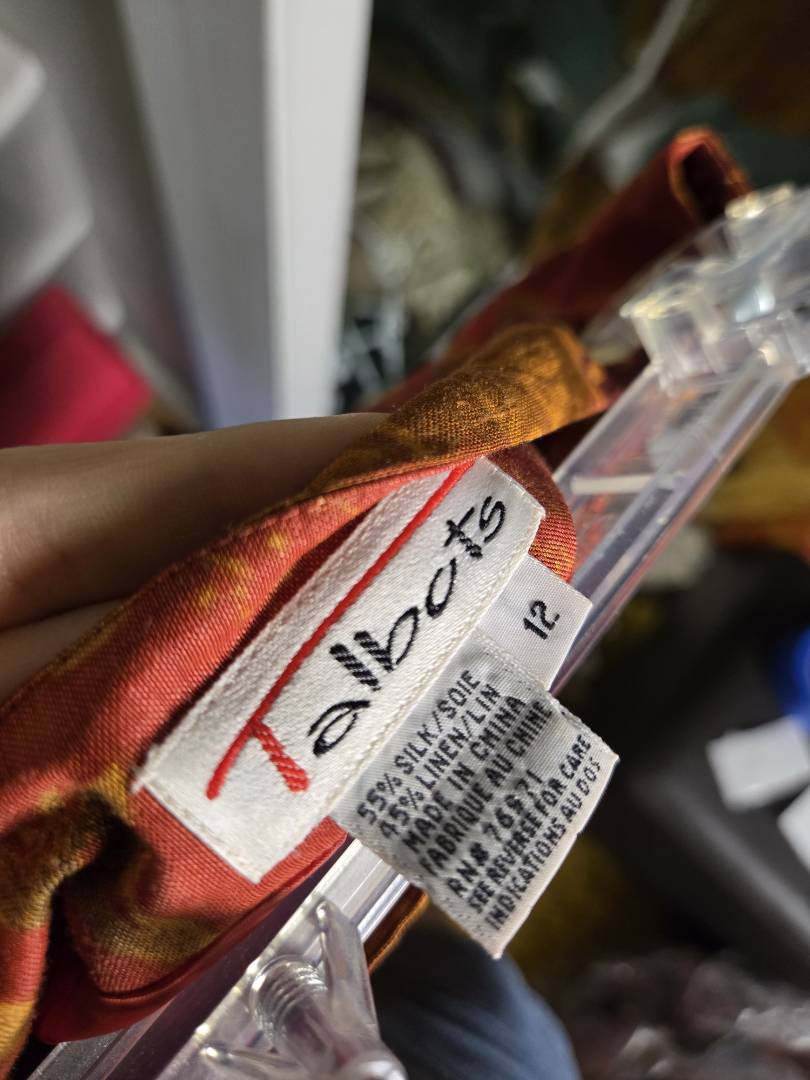 Talbots
12
55% SILK/SOIE
45% LINEN/LIN
MADE IN CHINA
FABRIQUE AU CHINE
RN# 76871
SEE REVERSE FOR CARE
INDICATIONS AU DOS